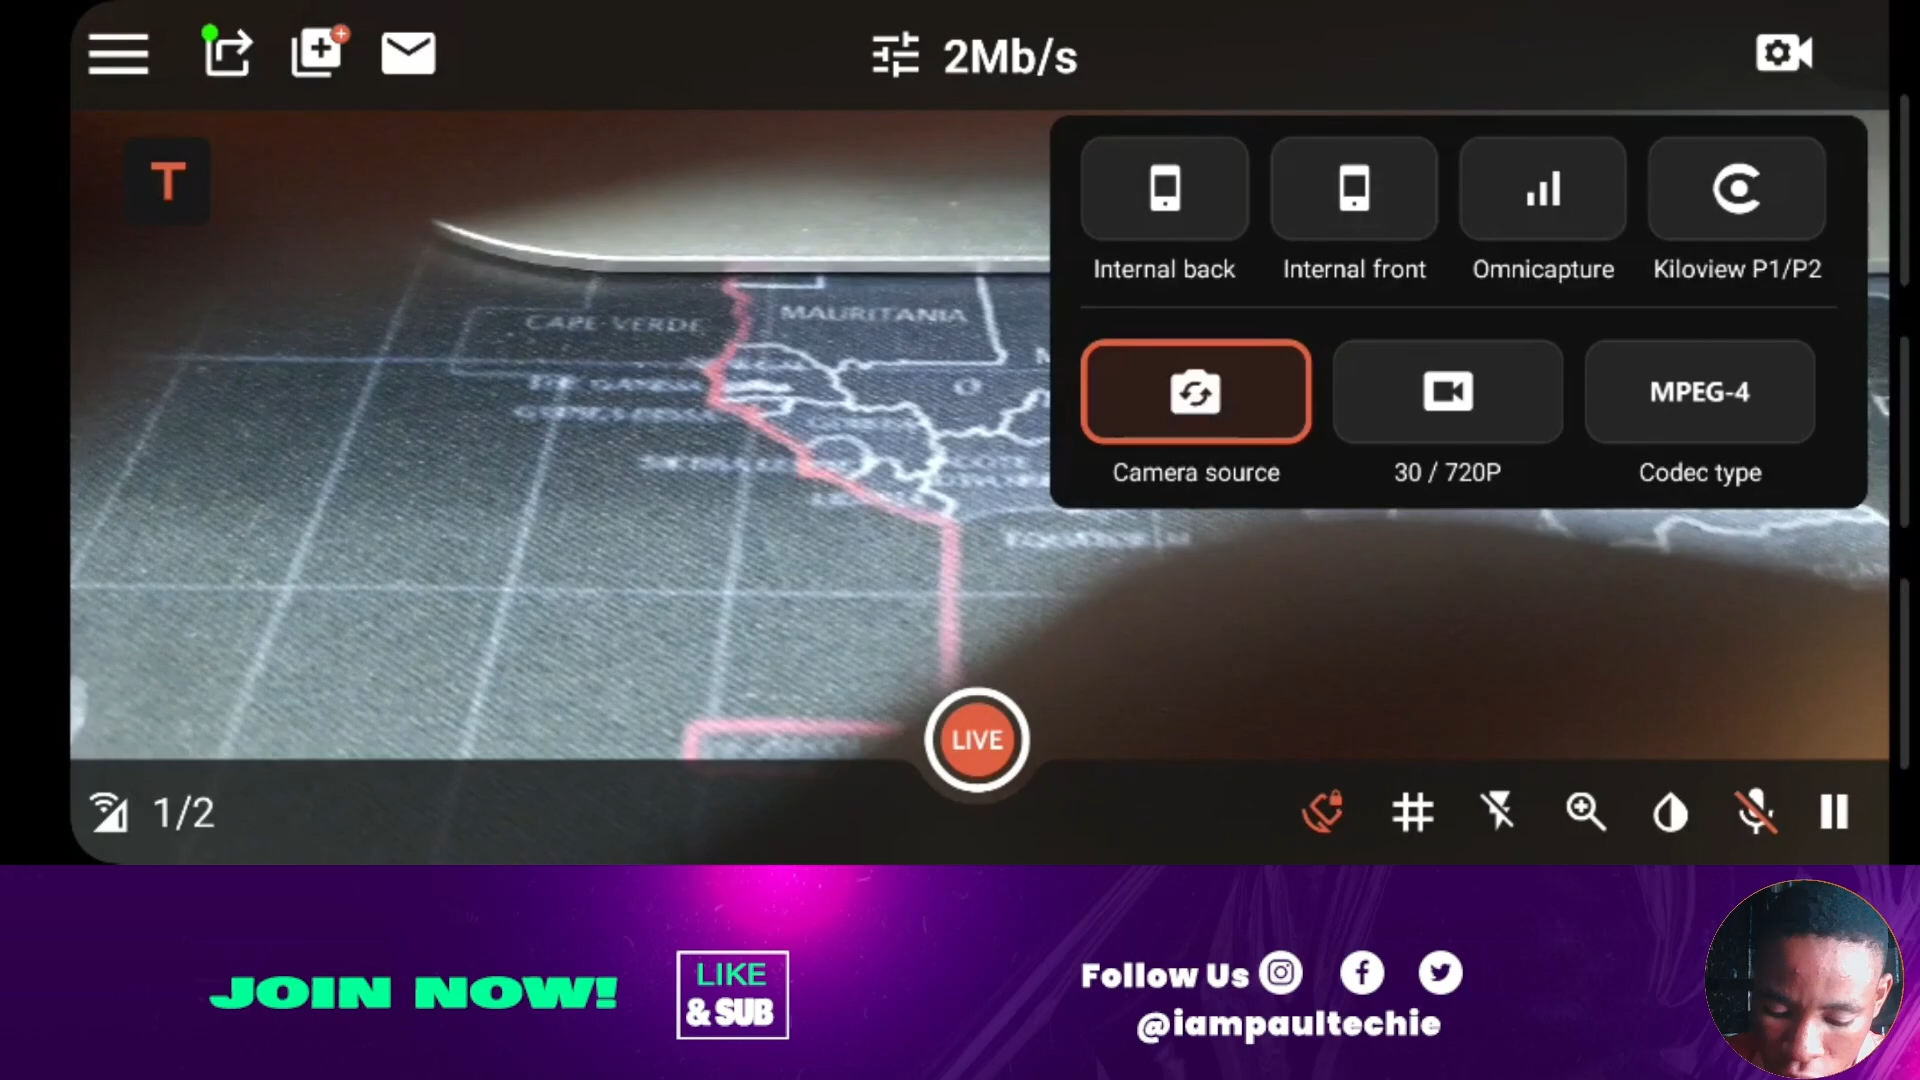 2Mb/s
T
Internal back
Internal front
Omnicapture
Kiloview P1/P2
MPEG-4
Camera source
30 / 720P
Codec type
CAPE VERDE
MAURITANIA
LIVE
1/2
JOIN NOW!
LIKE
& SUB
Follow Us
@iampaultechie